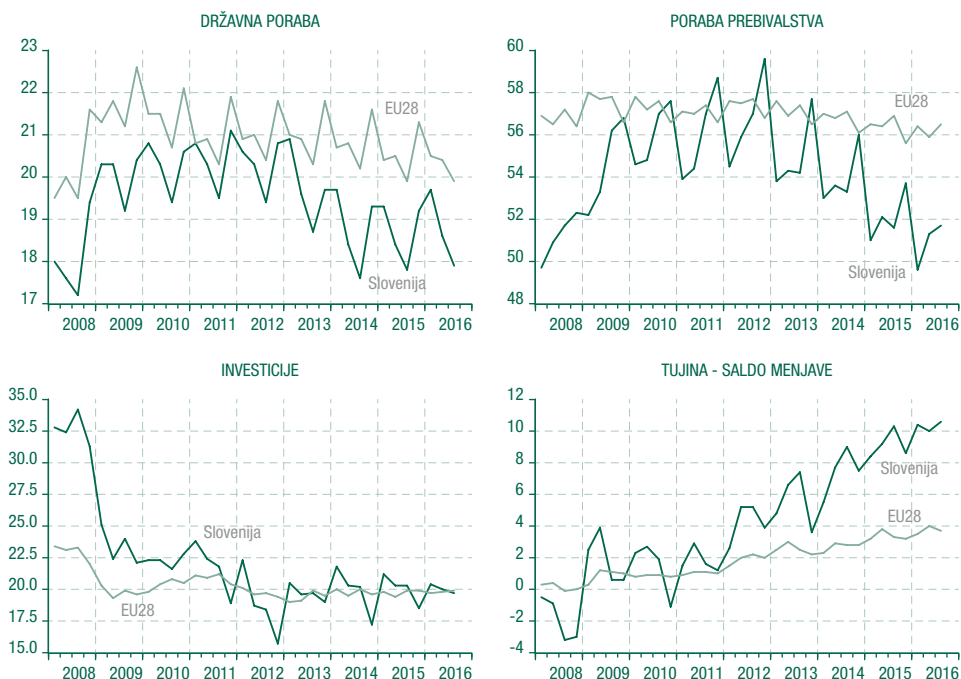 DRŽAVNA PORABA
23
22
21
20
19
18
17
EU28
Slovenija
2008 2009 2010 2011 2012 2013 2014 2015 2016
PORABA PREBIVALSTVA
60
58
56
54
52
50
48
EU28
Slovenija
2008 2009 2010 2011 2012 2013 2014 2015 2016
INVESTICIJE
35.0
32.5
30.0
27.5
25.0
22.5
20.0
17.5
15.0
Slovenija
EU28
2008 2009 2010 2011 2012 2013 2014 2015 2016
TUJINA - SALDO MENJAVE
12
10
8
6
4
2
0
-2
-4
Slovenija
EU28
2008 2009 2010 2011 2012 2013 2014 2015 2016